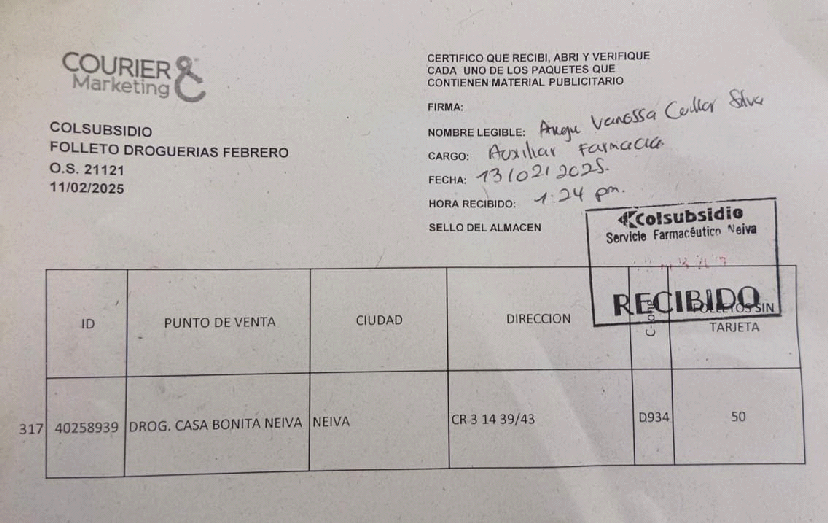 COURIER &
Marketing
COLSUBSIDIO
FOLLETO DROGUERIAS FEBRERO
O.S. 21121
11/02/2025
CERTIFICO QUE RECIBI, ABRI Y VERIFIQUE
CADA UNO DE LOS PAQUETES QUE
CONTIENEN MATERIAL PUBLICITARIO
FIRMA:
NOMBRE LEGIBLE: Vanossa Cuellar Silva
CARGO: Auxiliar Farmacia
FECHA: 13/02/2025.
HORA RECIBIDO: 1:24 pm.
SELLO DEL ALMACEN
Colsubsidio
Servicio Farmacéutico Neiva
RECIBIDO
ID PUNTO DE VENTA CIUDAD DIRECCION FOLLETOS SIN
TARJETA
317 40258939 DROG. CASA BONITA NEIVA NEIVA CR 3 14 39/43 D934 50